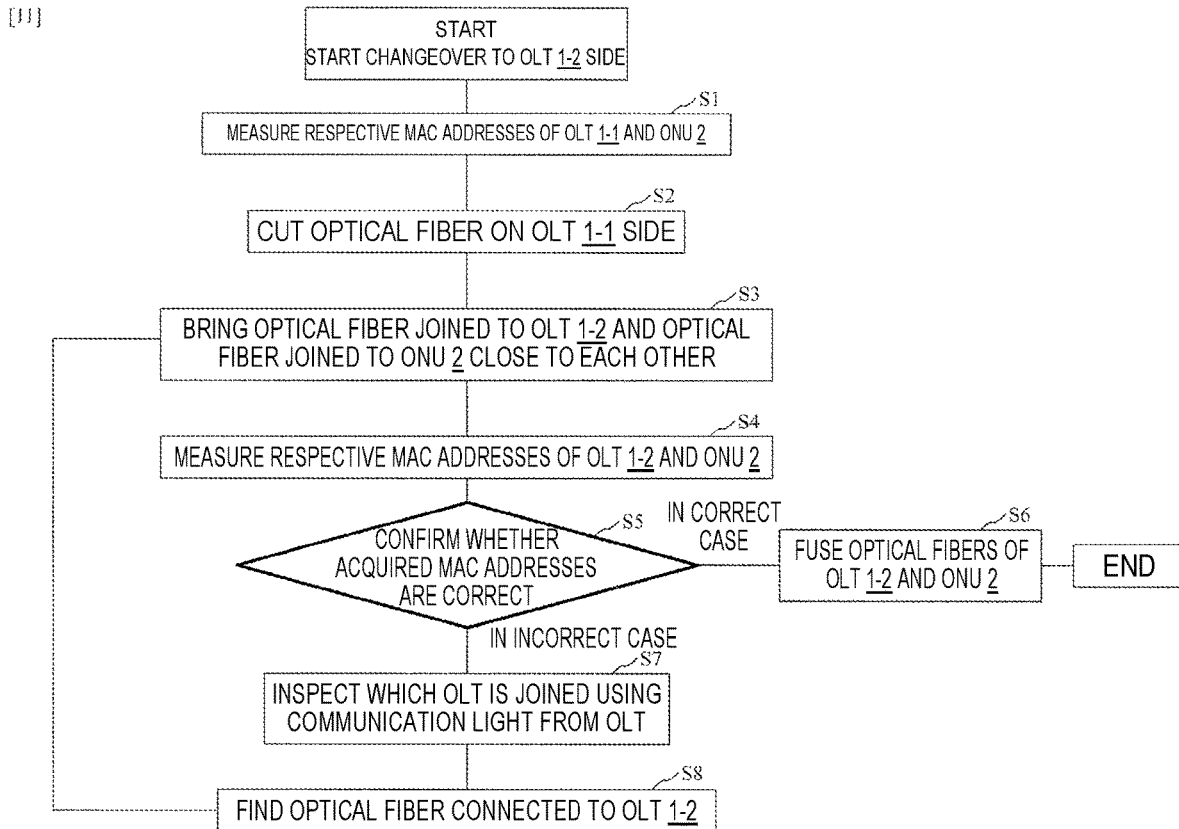 [JJ]
START
START CHANGEOVER TO OLT 1-2 SIDE
S1
MEASURE RESPECTIVE MAC ADDRESSES OF OLT 1-1 AND ONU 2
S2
CUT OPTICAL FIBER ON OLT 1-1 SIDE
S3
BRING OPTICAL FIBER JOINED TO OLT 1-2 AND OPTICAL
FIBER JOINED TO ONU 2 CLOSE TO EACH OTHER
S4
MEASURE RESPECTIVE MAC ADDRESSES OF OLT 1-2 AND ONU 2
S5
CONFIRM WHETHER
ACQUIRED MAC ADDRESSES
ARE CORRECT
IN CORRECT
CASE
S6
FUSE OPTICAL FIBERS OF
OLT 1-2 AND ONU 2
END
IN INCORRECT CASE
S7
INSPECT WHICH OLT IS JOINED USING
COMMUNICATION LIGHT FROM OLT
S8
FIND OPTICAL FIBER CONNECTED TO OLT 1-2